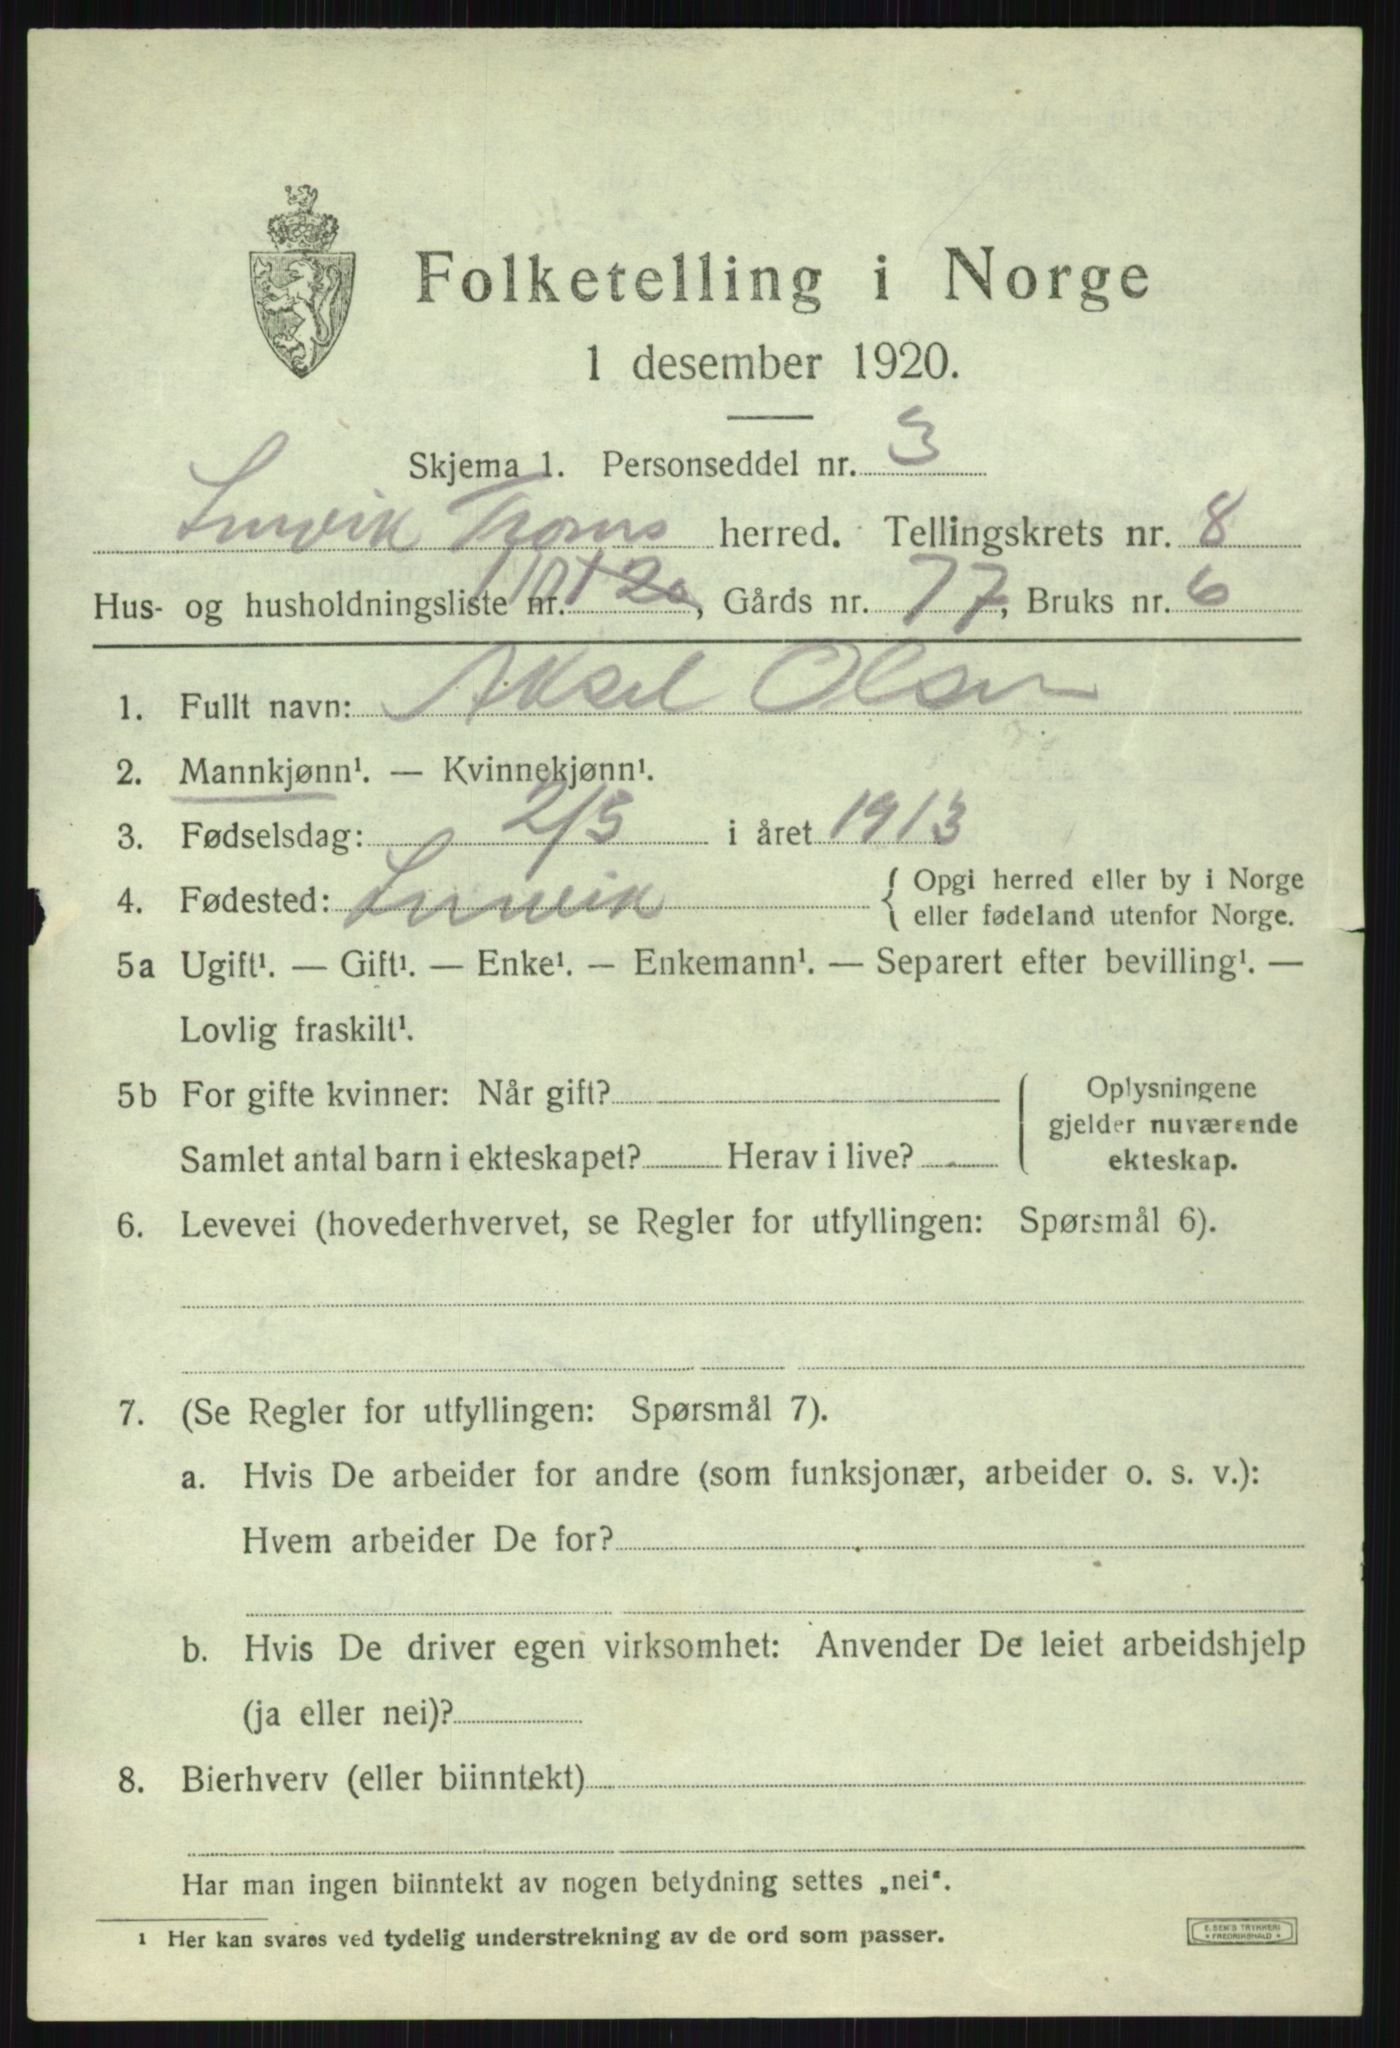 Folketelling i Norge
1 desember 1920.
Skjema 1. Personseddel nr. 3
Lenvik Troms herred. Tellingskrets nr. 8
Hus- og husholdningsliste nr. , Gårds nr. 77, Bruks nr. 6
1. Fullt navn: Aksel Olsen
2. Mannkjønn¹. — Kvinnekjønn¹.
3. Fødselsdag: 2/5 i året 1913
4. Fødested: Lenvik { Opgi herred eller by i Norge
eller fødeland utenfor Norge.
5a Ugift¹. — Gift¹. — Enke¹. — Enkemann¹. — Separert efter bevilling¹. —
Lovlig fraskilt¹.
5b For gifte kvinner: Når gift?
Samlet antal barn i ekteskapet? Herav i live?
Oplysningene
gjelder nuværende
ekteskap.
6. Levevei (hovederhvervet, se Regler for utfyllingen: Spørsmål 6).
7. (Se Regler for utfyllingen: Spørsmål 7).
a. Hvis De arbeider for andre (som funksjonær, arbeider o. s. v.):
Hvem arbeider De for?
b. Hvis De driver egen virksomhet: Anvender De leiet arbeidshjelp
(ja eller nei)?
8. Bierhverv (eller biinntekt)
Har man ingen biinntekt av nogen betydning settes „nei“.
¹ Her kan svares ved tydelig understrekning av de ord som passer.
E. SEM'S TRYKKERI
* FREDRIKSHALD *